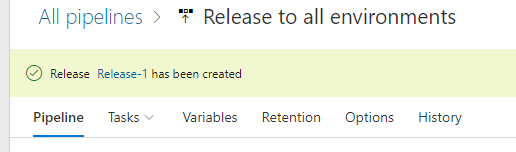 All pipelines > Release to all environments
Release Release-1 has been created
Pipeline Tasks Variables Retention Options History